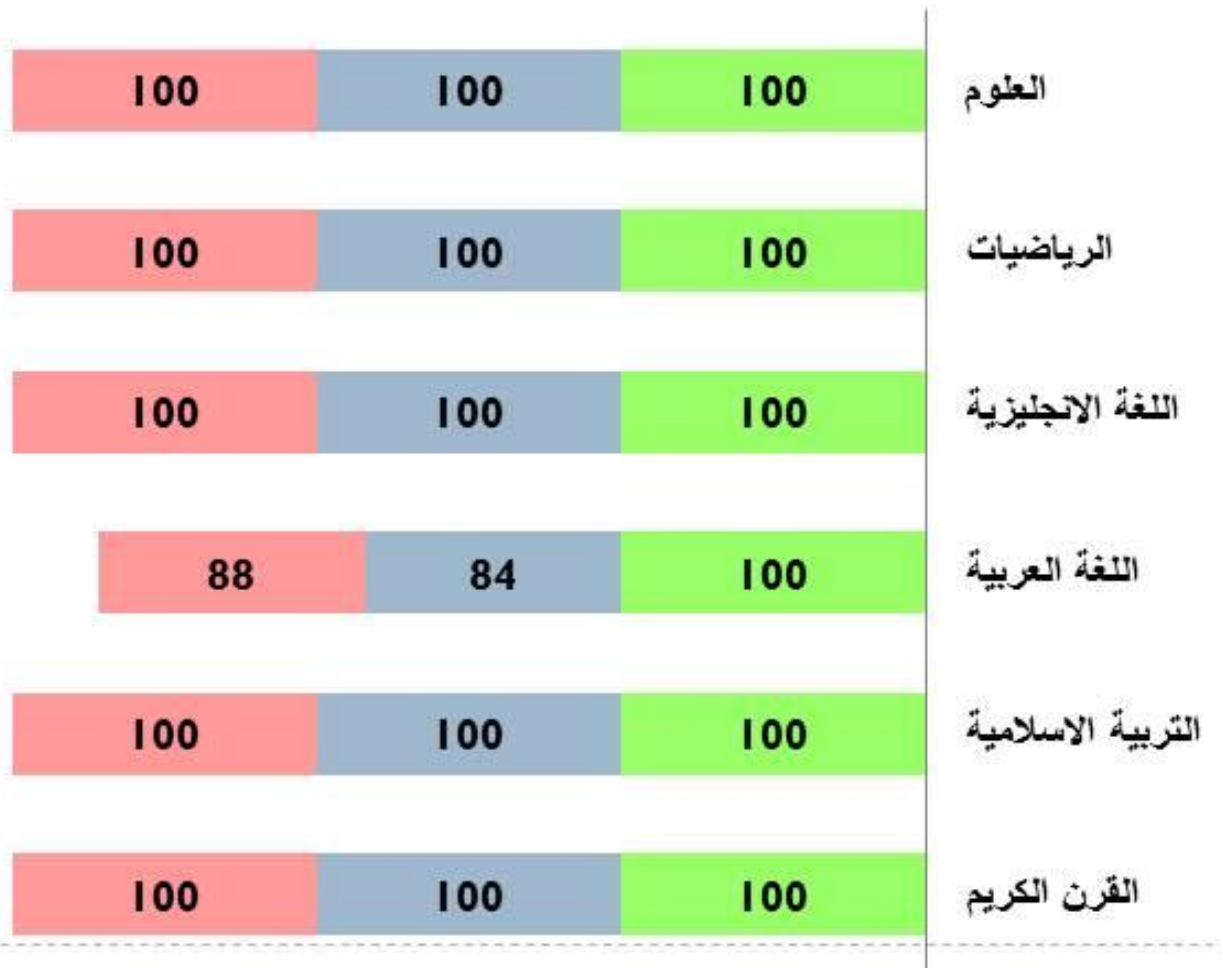 العلوم 100 100 100
الرياضيات 100 100 100
اللغة الانجليزية 100 100 100
اللغة العربية 100 84 88
التربية الاسلامية 100 100 100
القرن الكريم 100 100 100